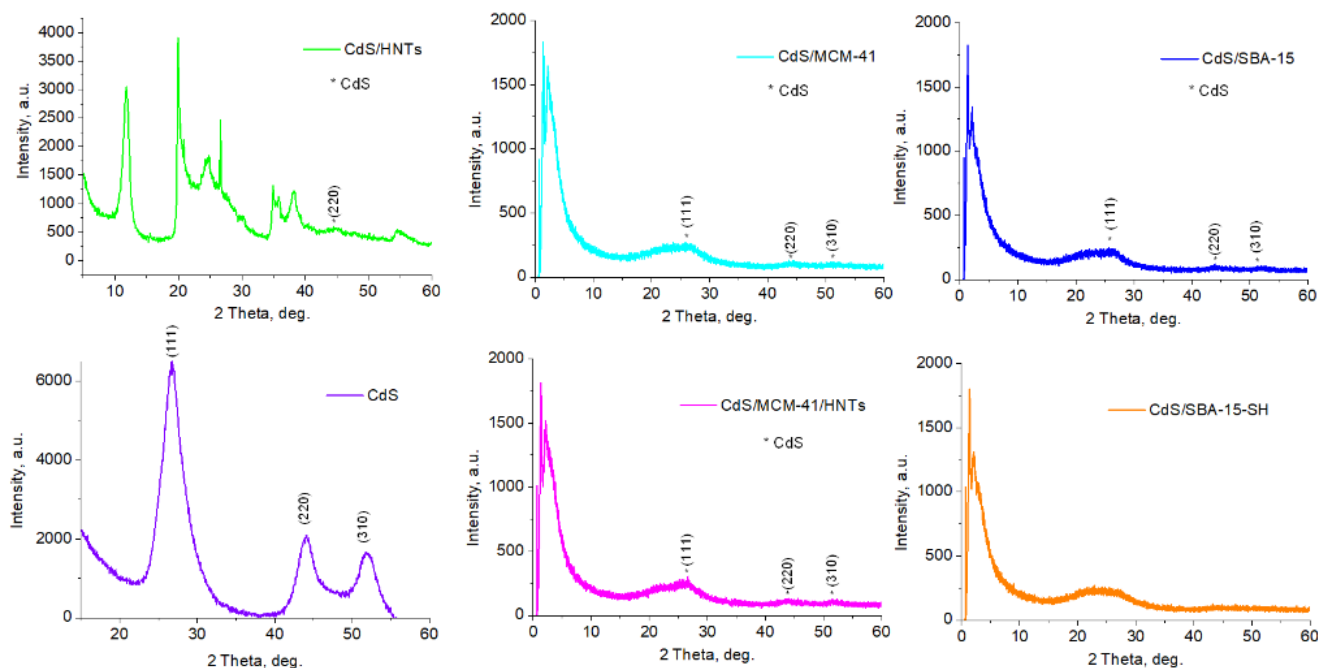 4000
3500
3000
2500
2000
1500
1000
500
0
Intensity, a.u.
CdS/HNTs
* CdS
*(220)
10 20 30 40 50 60
2 Theta, deg.
2000
1500
1000
500
0
Intensity, a.u.
CdS/MCM-41
* CdS
* (111)
* (220)
* (310)
0 10 20 30 40 50 60
2 Theta, deg.
2000
1500
1000
500
0
Intensity, a.u.
CdS/SBA-15
* CdS
* (111)
* (220)
* (310)
0 10 20 30 40 50 60
2 Theta, deg.
6000
4000
2000
0
Intensity, a.u.
CdS
(111)
(220)
(310)
20 30 40 50 60
2 Theta, deg.
2000
1500
1000
500
0
Intensity, a.u.
CdS/MCM-41/HNTs
* CdS
* (111)
* (220)
* (310)
0 10 20 30 40 50 60
2 Theta, deg.
2000
1500
1000
500
0
Intensity, a.u.
CdS/SBA-15-SH
0 10 20 30 40 50 60
2 Theta, deg.